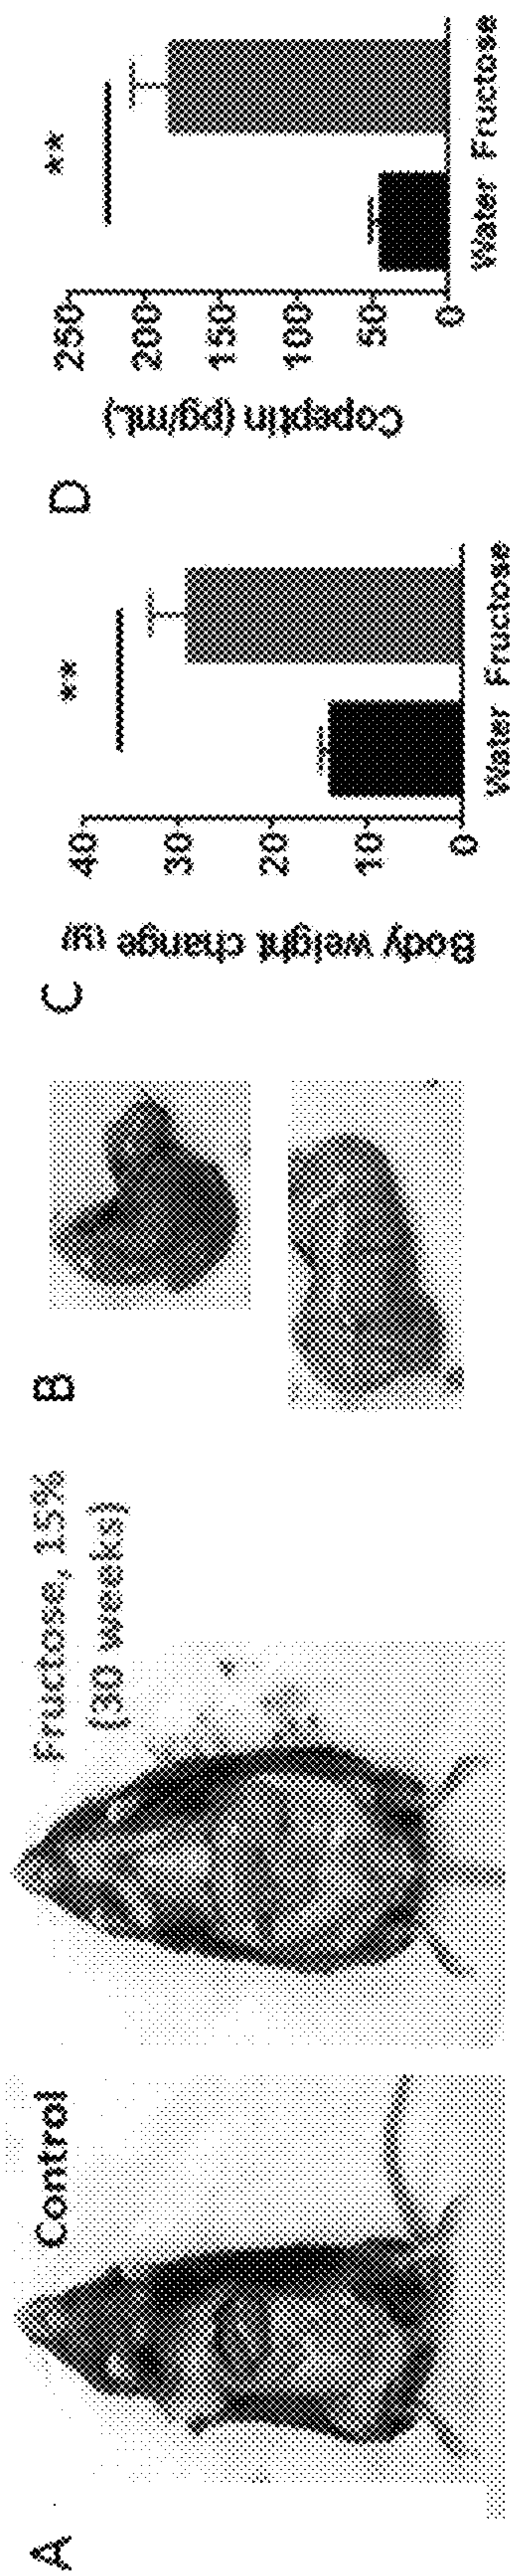 A
Control
Fructose, 15%
(30 weeks)
B
C
Body weight change
40
30
20
10
0
Water Fructose
**
D
Copeptin (pg/mL)
250
200
150
100
50
0
Water Fructose
**